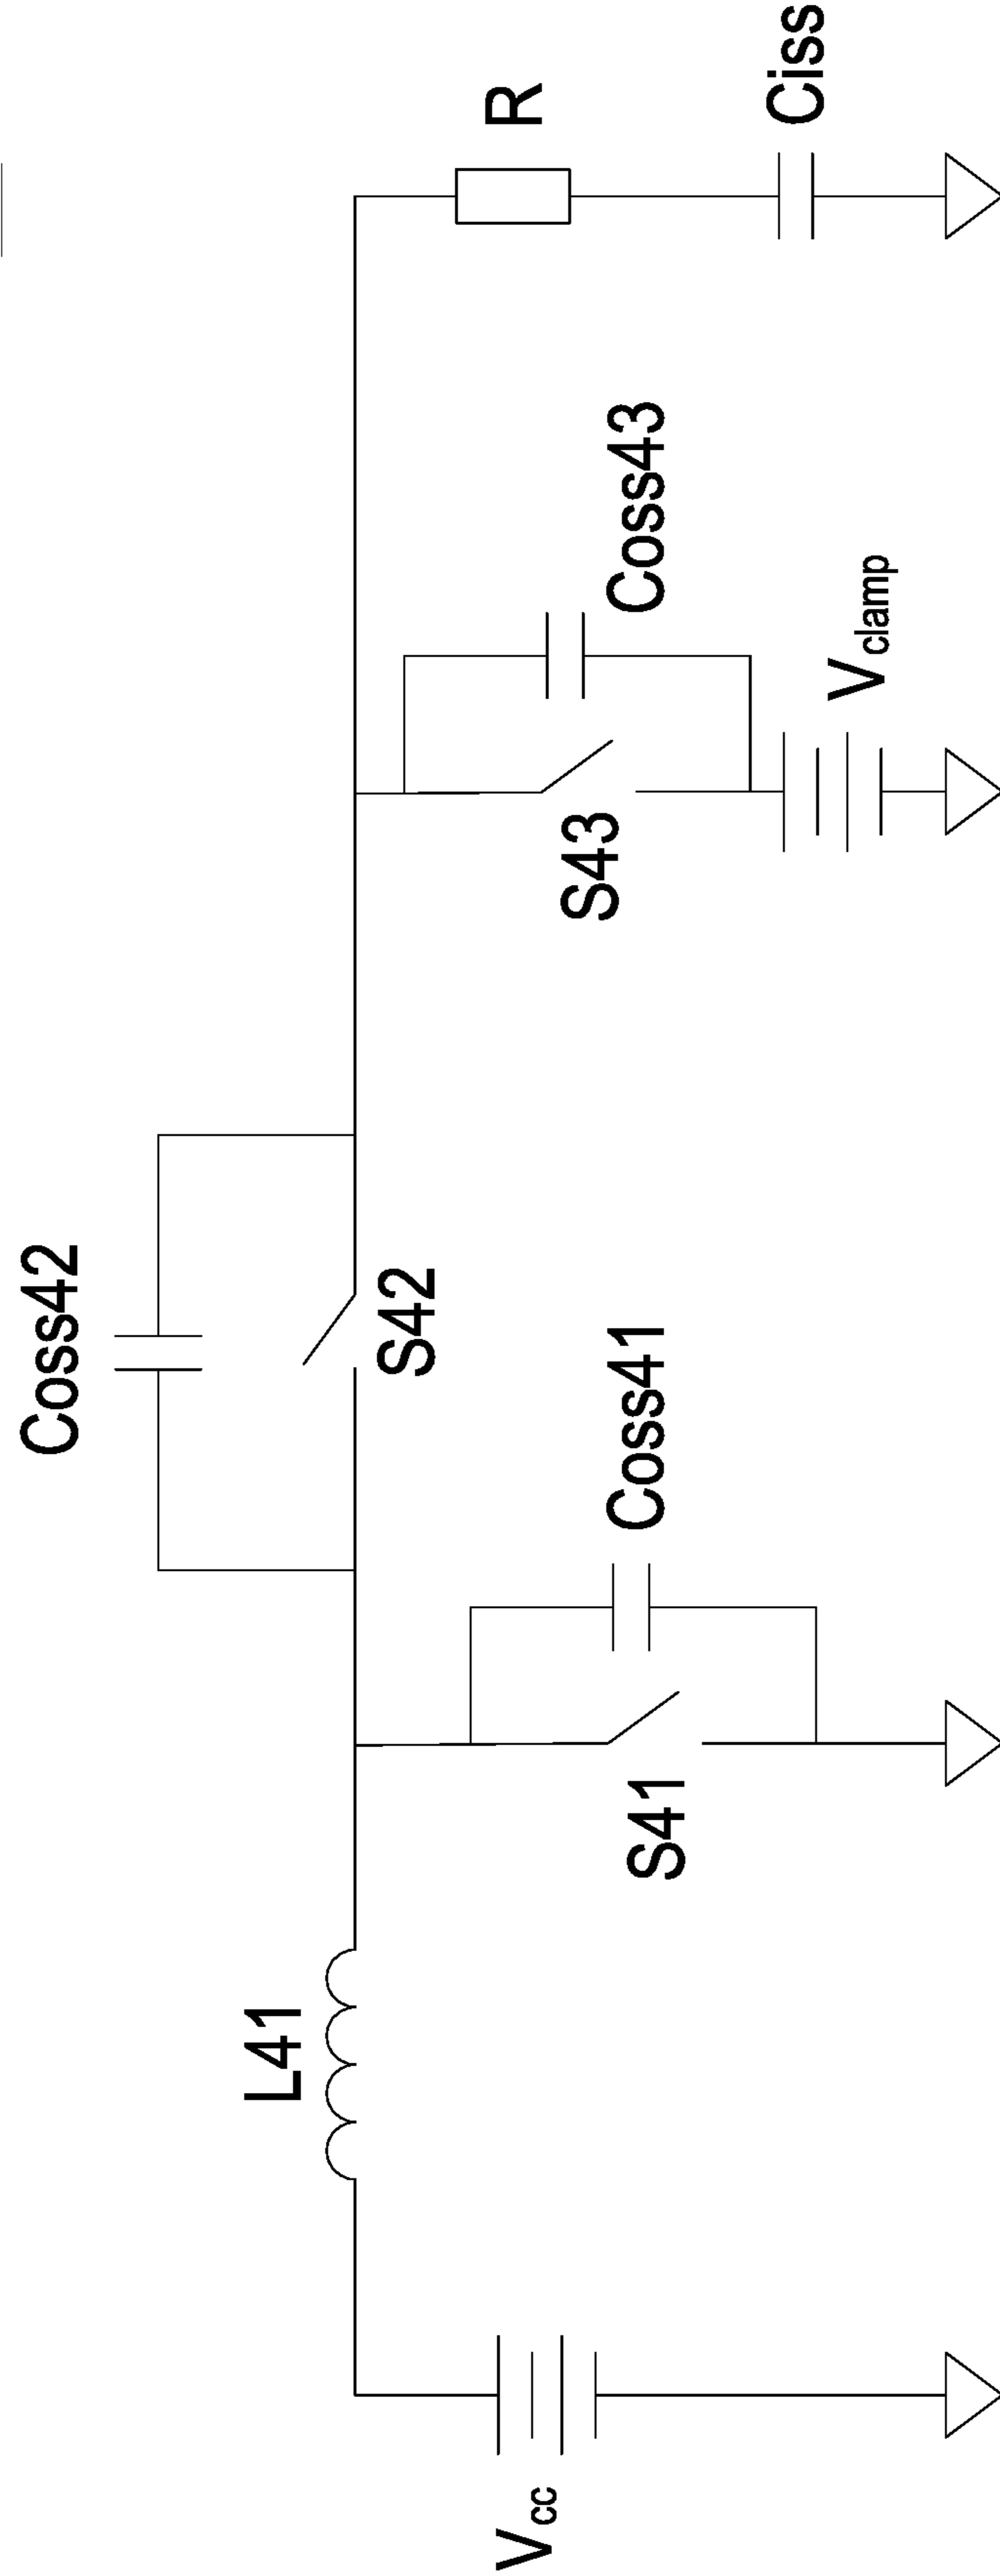 Coss42
L41
S42
R
Vcc
S41
Coss41
S43
Coss43
Vclamp
Ciss